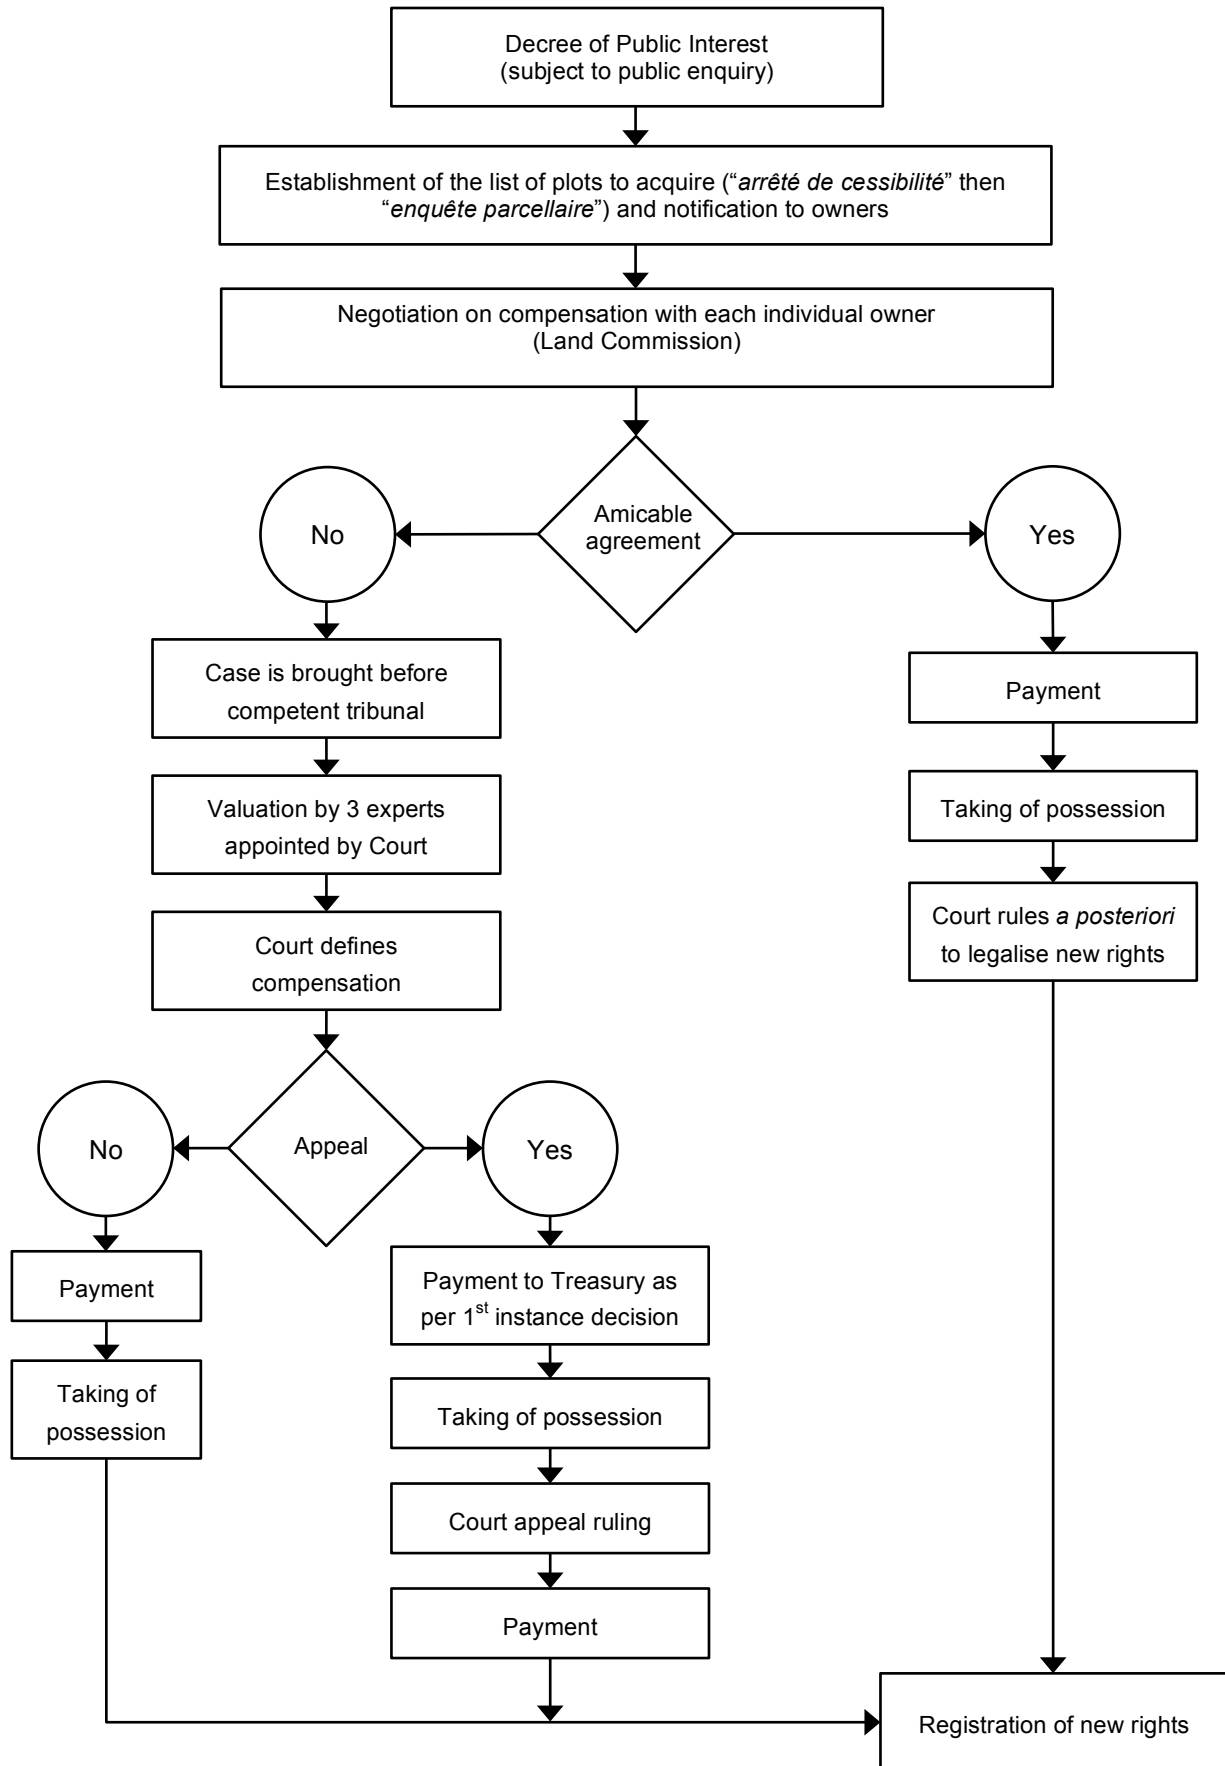 Decree of Public Interest
(subject to public enquiry)
Establishment of the list of plots to acquire (“arrêté de cessibilité” then
“enquête parcellaire”) and notification to owners
Negotiation on compensation with each individual owner
(Land Commission)
Amicable
agreement
No
Yes
Case is brought before
competent tribunal
Payment
Valuation by 3 experts
appointed by Court
Taking of possession
Court defines
compensation
Court rules a posteriori
to legalise new rights
Appeal
No
Yes
Payment
Payment to Treasury as
per 1st instance decision
Taking of
possession
Taking of possession
Court appeal ruling
Payment
Registration of new rights